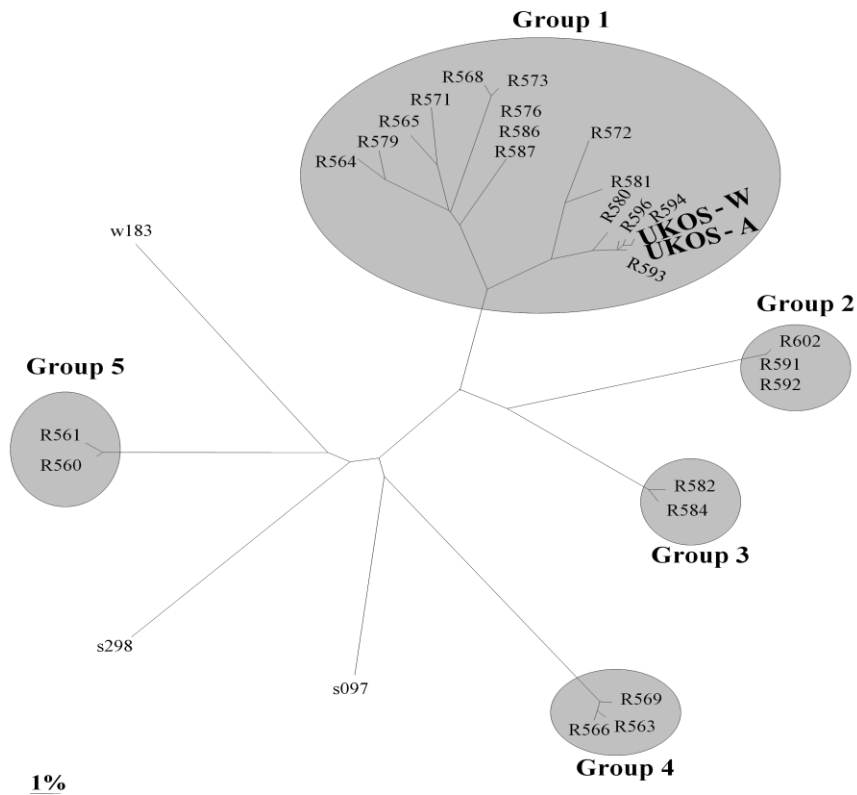 Group 1
R568
R573
R571
R576
R565
R586
R579
R587
R572
R564
R581
R580
R596
R594
UKOS-W
UKOS-A
R593
w183
Group 2
R602
R591
R592
Group 5
R561
R560
R582
R584
Group 3
s298
s097
R569
R566
R563
Group 4
1%